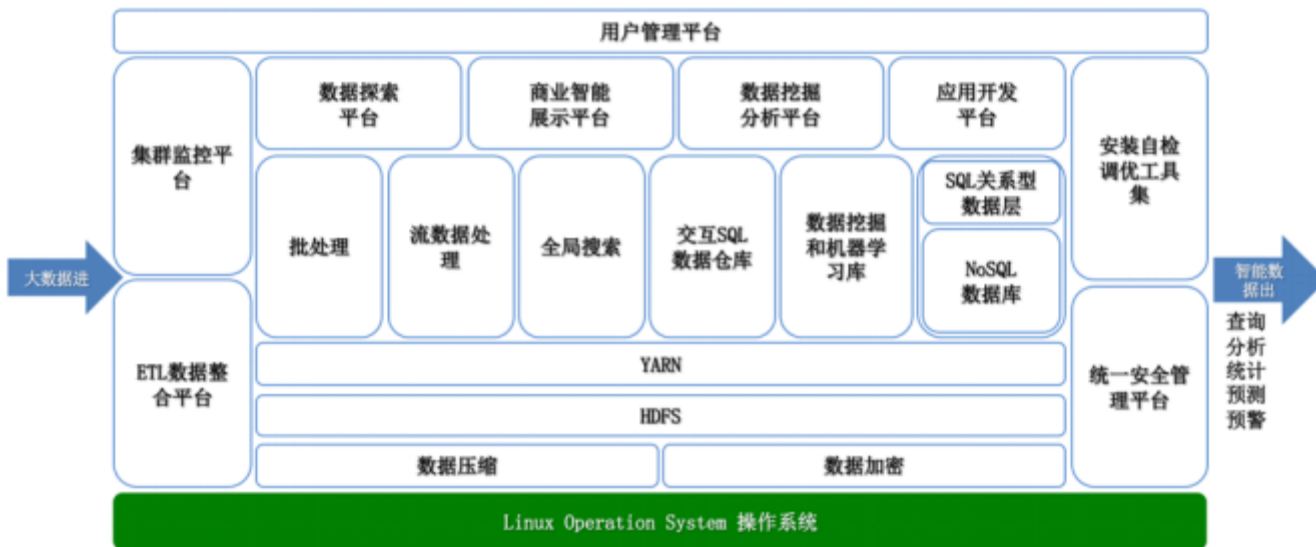 用户管理平台
集群监控平
台
数据探索
平台
商业智能
展示平台
数据挖掘
分析平台
应用开发
平台
安装自检
调优工具
集
批处理
流数据处
理
全局搜索
交互SQL
数据仓库
数据挖掘
和机器学
习库
SQL关系型
数据层
NoSQL
数据库
大数据进
智能数
据出
查询
分析
统计
预测
预警
ETL数据整
合平台
YARN
HDFS
数据压缩
数据加密
统一安全管
理平台
Linux Operation System 操作系统